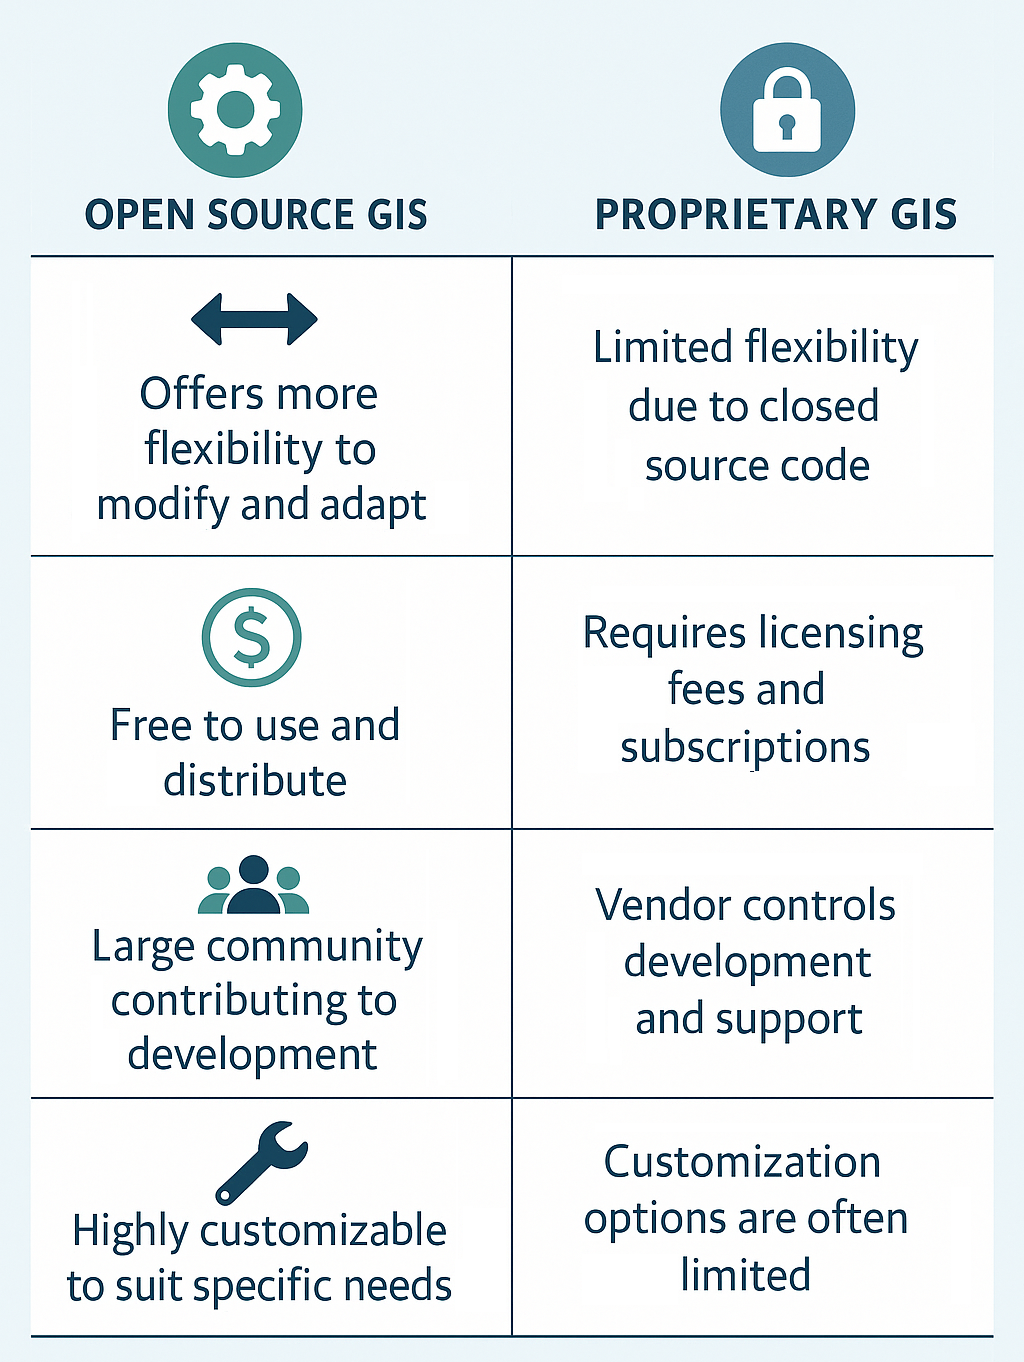 OPEN SOURCE GIS
PROPRIETARY GIS
Offers more
flexibility to
modify and adapt
Limited flexibility
due to closed
source code
$
Free to use and
distribute
Requires licensing
fees and
subscriptions
Large community
contributing to
development
Vendor controls
development
and support
Highly customizable
to suit specific needs
Customization
options are often
limited